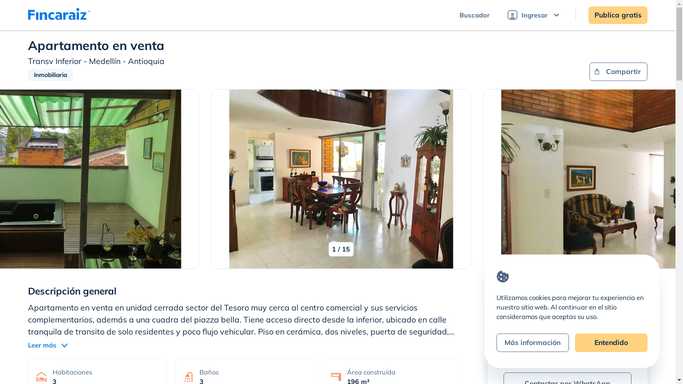 Fincaraiz
Buscador
Ingresar
Publica gratis
Apartamento en venta
Transv Inferior - Medellín - Antioquia
Inmobiliaria
Compartir
1 / 15
Descripción general
Apartamento en venta en unidad cerrada sector del Tesoro muy cerca al centro comercial y sus servicios
complementarios, además a una cuadra del piazza bella. Tiene acceso directo desde la inferior, ubicado en calle
tranquila de transito de solo residentes y poco flujo vehicular. Piso en cerámica, dos niveles, puerta de seguridad,...
Leer más
Habitaciones
3
Baños
3
Área construida
196 m²
Utilizamos cookies para mejorar tu experiencia en
nuestro sitio web. Al continuar en el sitio
consideramos que aceptas su uso.
Más información
Entendido
Contactar por WhatsApp